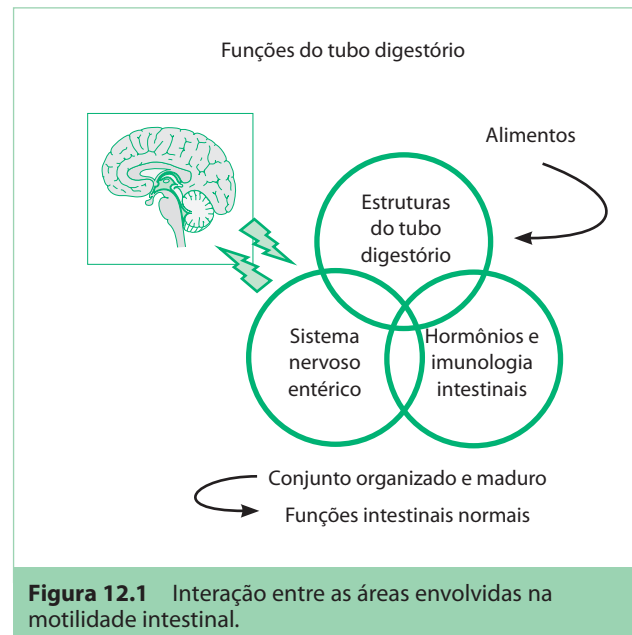 Funções do tubo digestório
Alimentos
Estruturas
do tubo
digestório
Sistema
nervoso
entérico
Hormônios e
imunologia
intestinais
Conjunto organizado e maduro
Funções intestinais normais
Figura 12.1 Interação entre as áreas envolvidas na
motilidade intestinal.